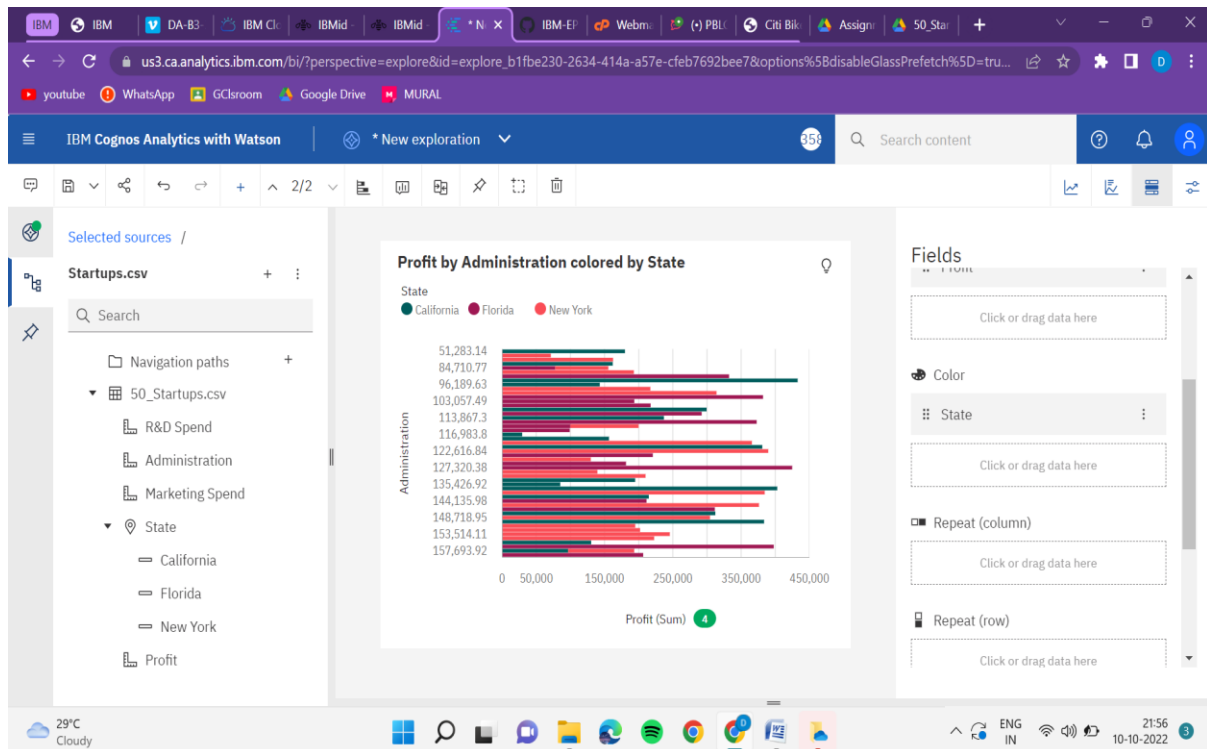 IBM
IBM
DA-B3-
IBM Clo
IBMid -
IBMid -
* Ne
IBM-EP
Webma
(•) PBL
Citi Bik
Assignm
50_Star
us3.ca.analytics.ibm.com/bi/?perspective=explore&id=explore_b1fbe230-2634-414a-a57e-cfeb7692bee7&options%5BdisableGlassPrefetch%5D=tru...
D
youtube
WhatsApp
GClsroom
Google Drive
MURAL
IBM Cognos Analytics with Watson
* New exploration
358
Search content
2/2
Selected sources /
Startups.csv
Search
Navigation paths
50_Startups.csv
R&D Spend
Administration
Marketing Spend
State
California
Florida
New York
Profit
Profit by Administration colored by State
State
California
Florida
New York
Administration
51,283.14
84,710.77
96,189.63
103,057.49
113,867.3
116,983.8
122,616.84
127,320.38
135,426.92
144,135.98
148,718.95
153,514.11
157,693.92
0
50,000
150,000
250,000
350,000
450,000
Profit (Sum)
4
Fields
Profit
Click or drag data here
Color
State
Click or drag data here
Repeat (column)
Click or drag data here
Repeat (row)
Click or drag data here
29°C
Cloudy
D
ENG
IN
21:56
10-10-2022
3